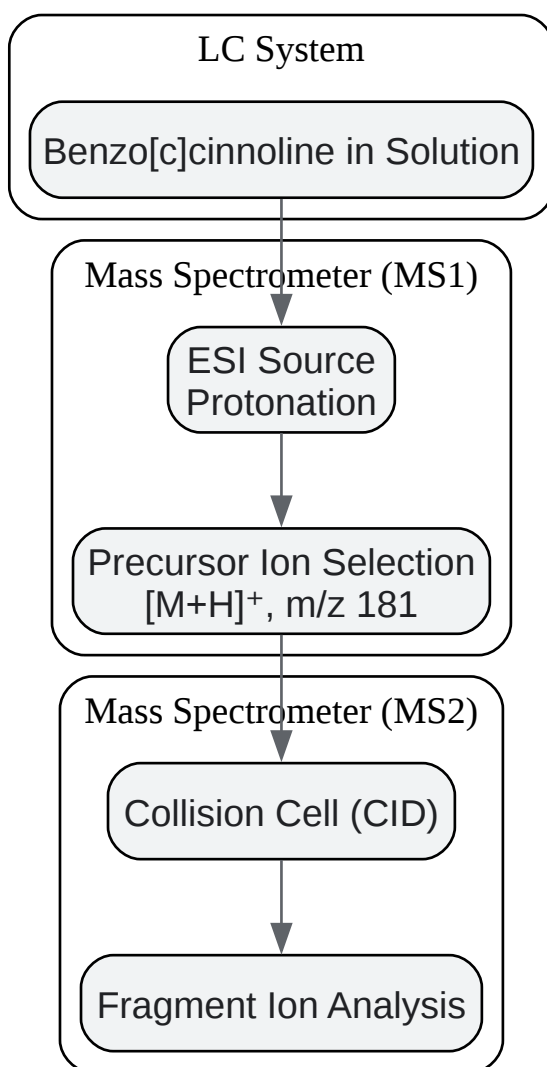 LC System
Benzo[c]cinnoline in Solution
Mass Spectrometer (MS1)
ESI Source
Protonation
Precursor Ion Selection
[M+H]⁺, m/z 181
Mass Spectrometer (MS2)
Collision Cell (CID)
Fragment Ion Analysis